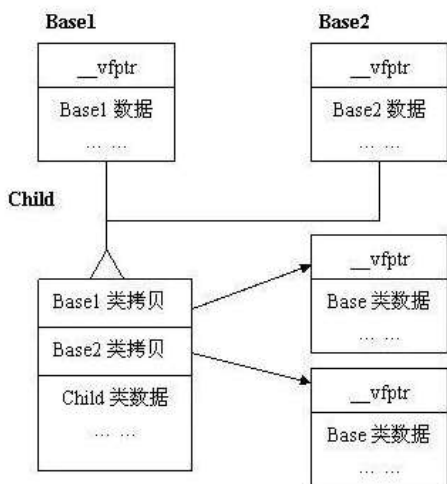 Base1
Base2
__vfptr
Base1 数据
… …
__vfptr
Base2 数据
… …
Child
Base1 类拷贝
Base2 类拷贝
Child 类数据
… …
__vfptr
Base 类数据
… …
__vfptr
Base 类数据
… …